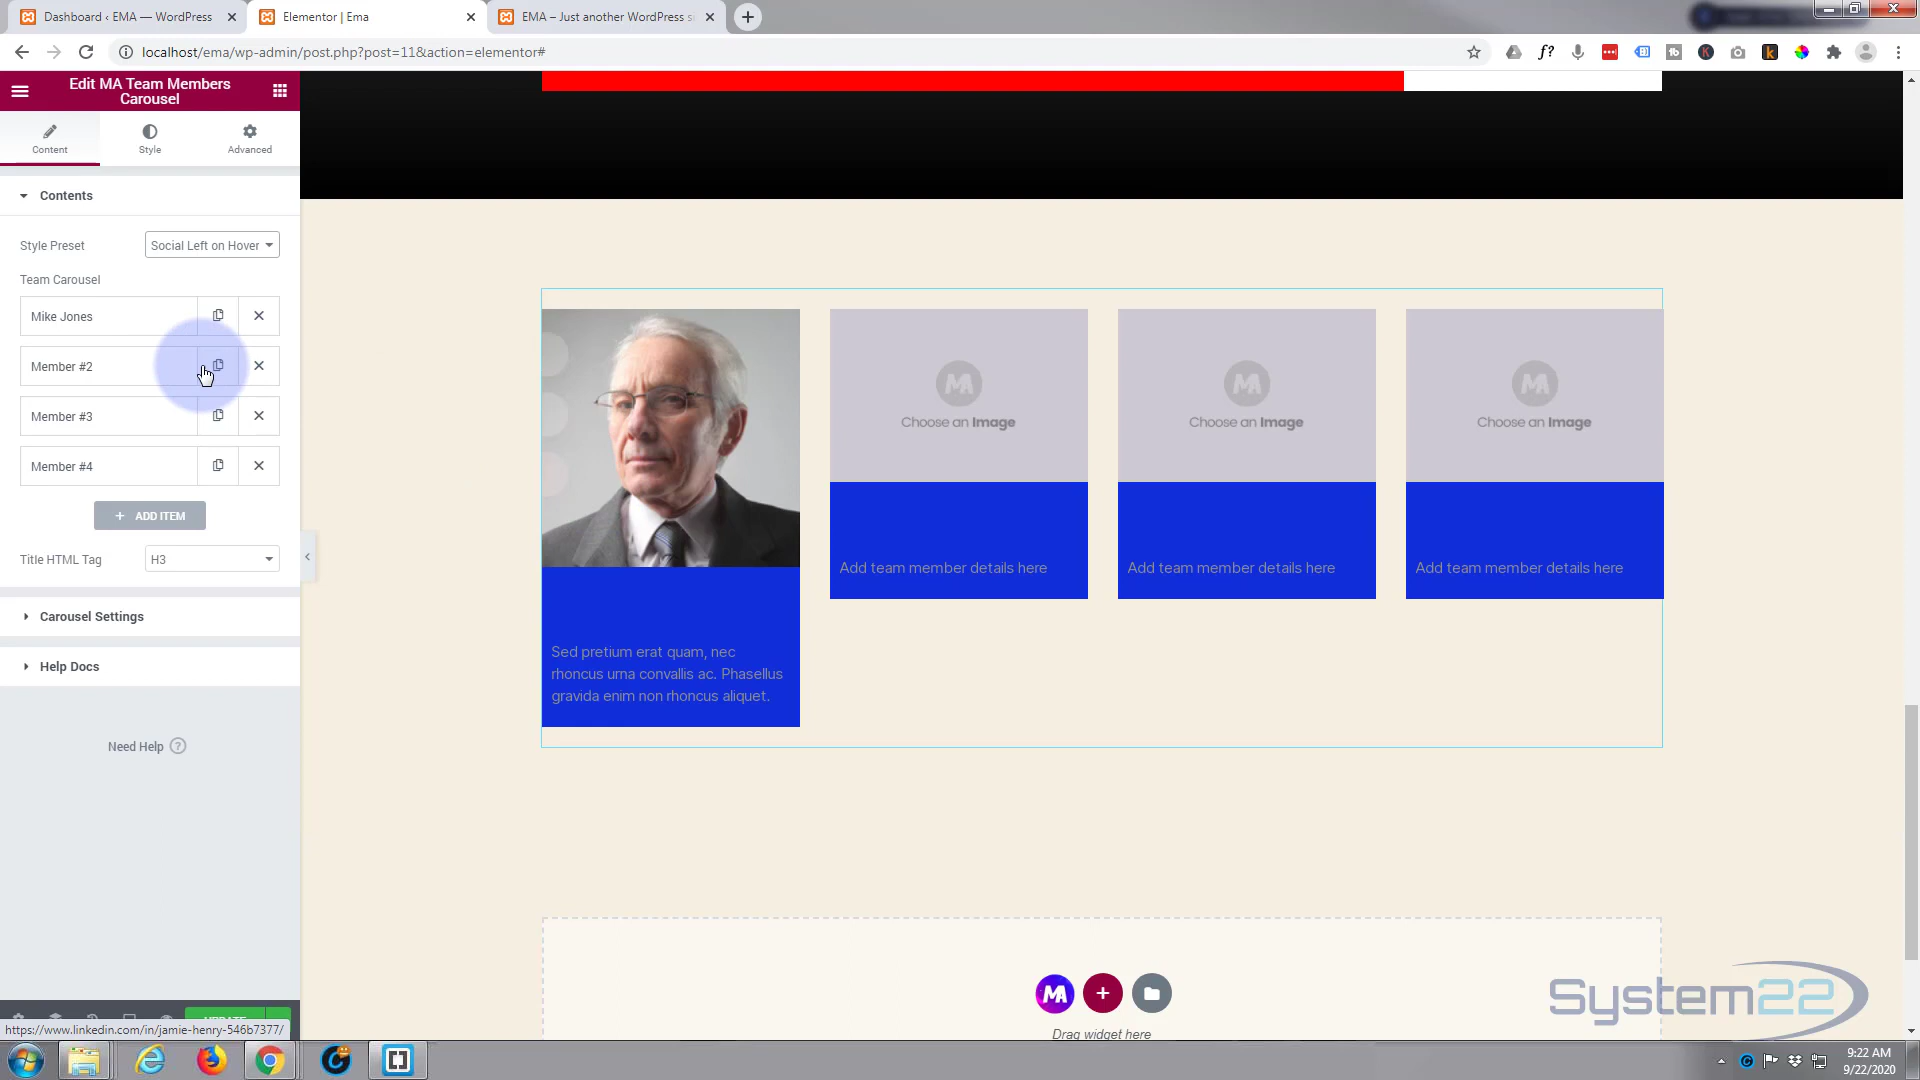 Dashboard ‹ EMA — WordPress
Elementor | Ema
EMA – Just another WordPress si
localhost/ema/wp-admin/post.php?post=11&action=elementor#
Edit MA Team Members
Carousel
Content
Style
Advanced
Contents
Style Preset
Social Left on Hover
Team Carousel
Mike Jones
Member #2
Member #3
Member #4
+ ADD ITEM
Title HTML Tag
H3
Carousel Settings
Help Docs
Need Help ?
Choose an Image
Choose an Image
Choose an Image
Add team member details here
Add team member details here
Add team member details here
Sed pretium erat quam, nec
rhoncus urna convallis ac. Phasellus
gravida enim non rhoncus aliquet.
Drag widget here
UPDATE
https://www.linkedin.com/in/jamie-henry-546b7377/
System22
9:22 AM
9/22/2020